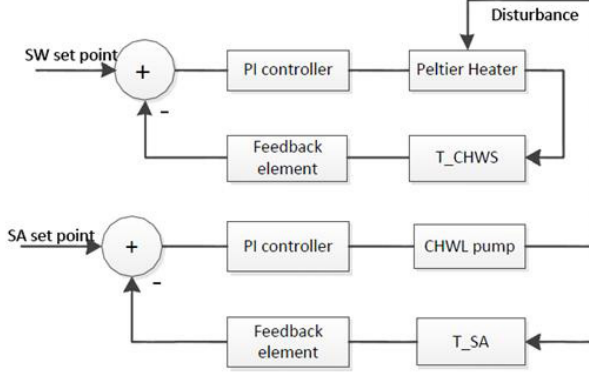 Disturbance
SW set point
+
PI controller
Peltier Heater
-
Feedback
element
T_CHWS
SA set point
+
PI controller
CHWL pump
-
Feedback
element
T_SA